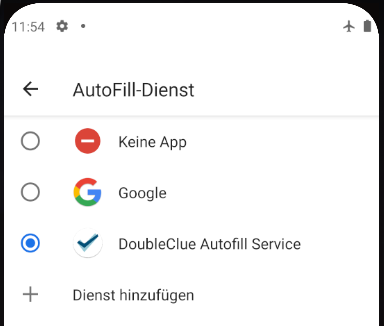 11:54
AutoFill-Dienst
Keine App
Google
DoubleClue Autofill Service
Dienst hinzufügen